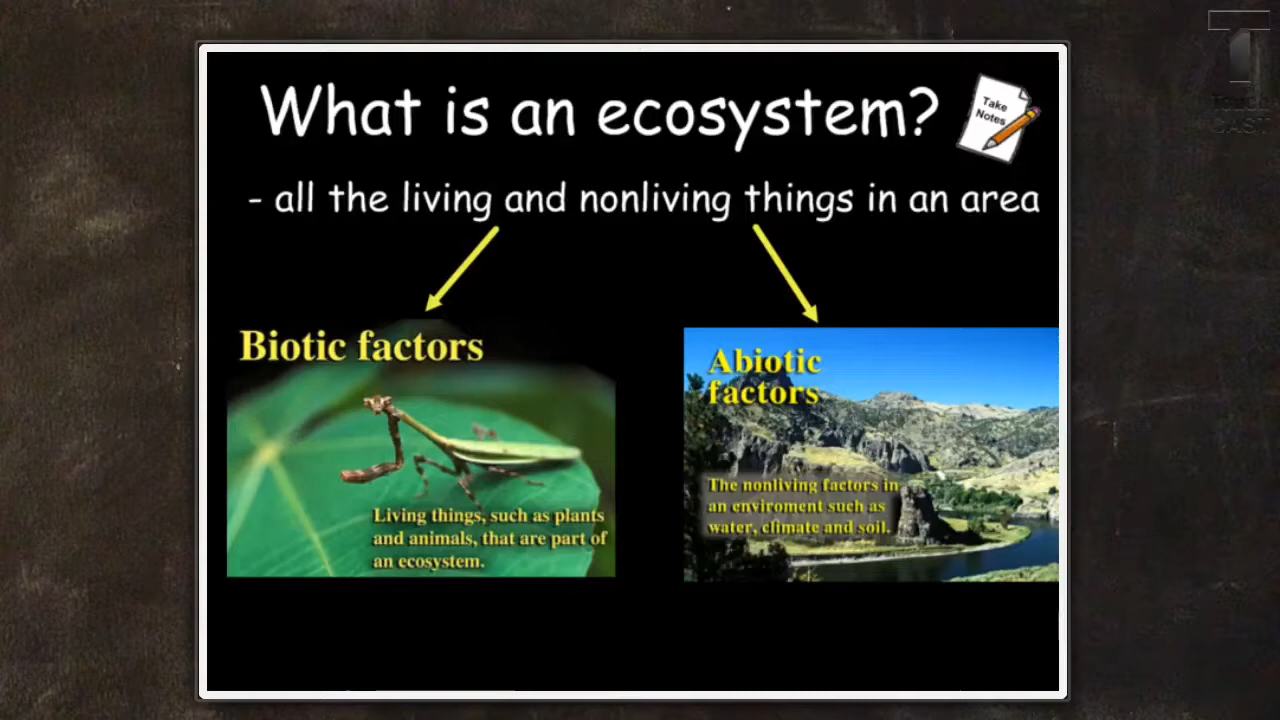 What is an ecosystem?
Take
Notes
- all the living and nonliving things in an area
Biotic factors
Living things, such as plants
and animals, that are part of
an ecosystem.
Abiotic
factors
The nonliving factors in
an enviroment such as
water, climate and soil.